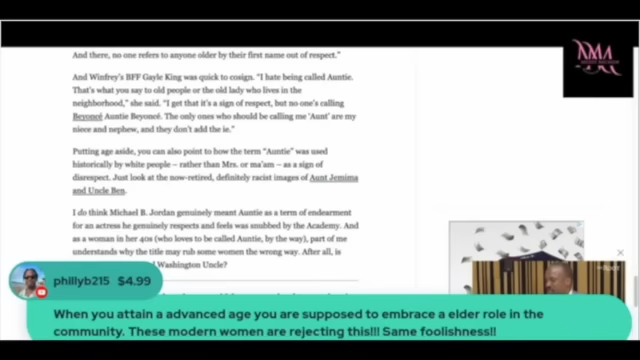 And there, no one refers to anyone older by their first name out of respect."
And Winfrey's BFF Gayle King was quick to cosign. "I hate being called Auntie.
That's what you say to old people or the old lady who lives in the
neighborhood," she said. "I get that it's a sign of respect, but no one's calling
Beyoncé Auntie Beyoncé. The only ones who should be calling me 'Aunt' are my
niece and nephew, and they don't add the ie."
Putting age aside, you can also point to how the term "Auntie" was used
historically by white people – rather than Mrs. or ma'am – as a sign of
disrespect. Just look at the now-retired, definitely racist images of Aunt Jemima
and Uncle Ben.
I do think Michael B. Jordan genuinely meant Auntie as a term of endearment
for an actress he genuinely respects and feels was snubbed by the Academy. And
as a woman in her 40s (who loves to be called Auntie, by the way), part of me
understands why the title may rub some women the wrong way. After all, is
Washington Uncle?
phillyb215 $4.99
When you attain a advanced age you are supposed to embrace a elder role in the
community. These modern women are rejecting this!!! Same foolishness!!